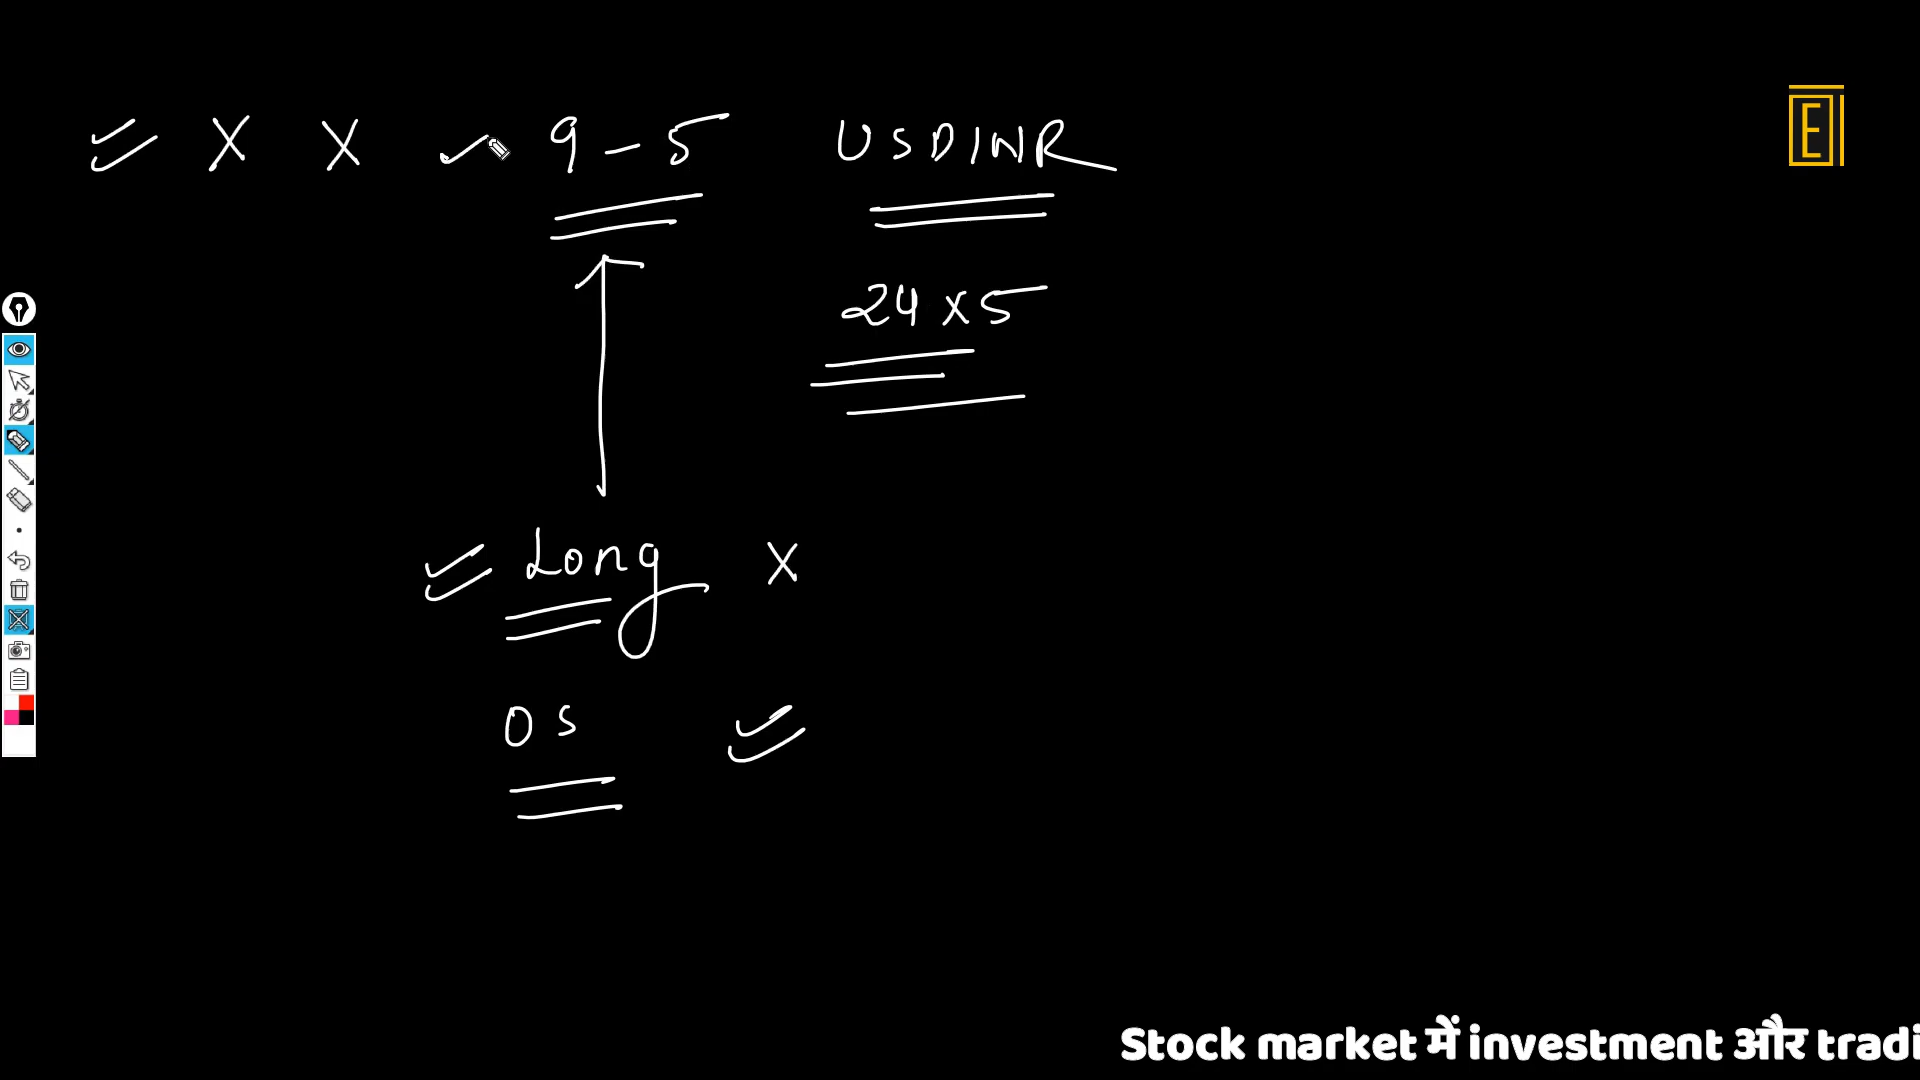 X X 9-5 USDINR
24x5
Long X
OS
E
Stock market में investment और tradi